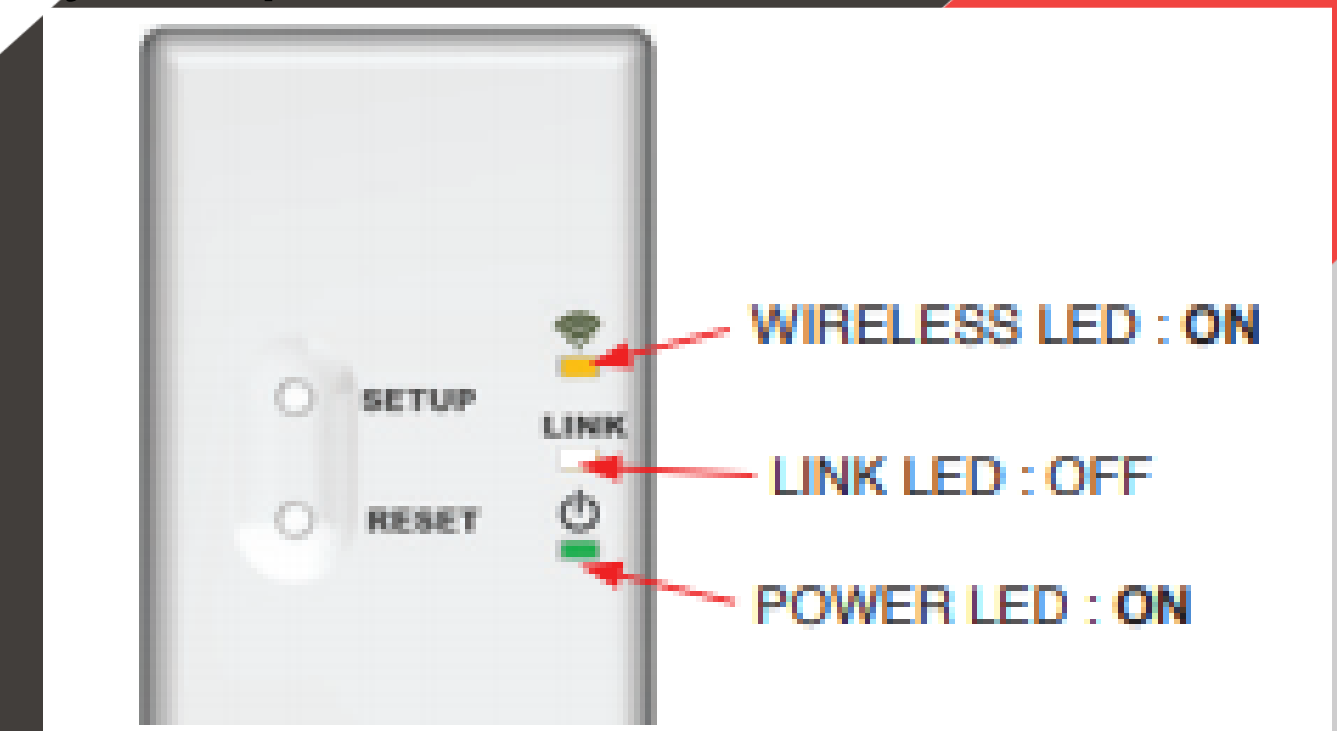 WIRELESS LED : ON
SETUP
LINK
LINK LED : OFF
RESET
POWER LED : ON